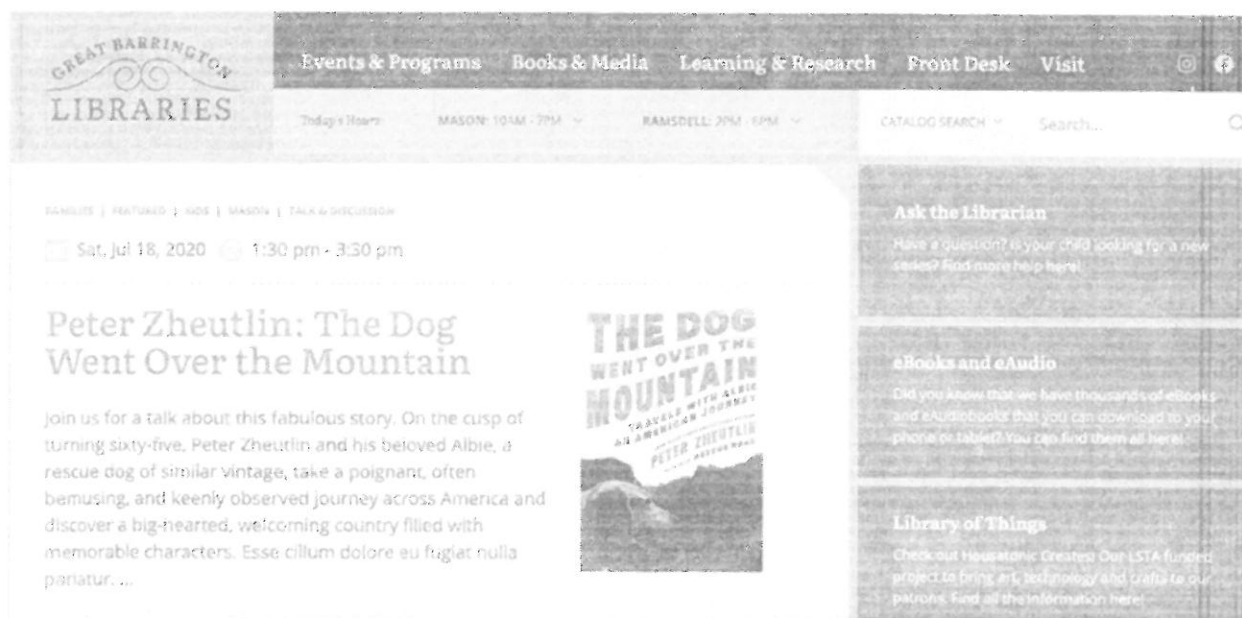 GREAT BARRINGTON
LIBRARIES
Events & Programs Books & Media Learning & Research Front Desk Visit
Today's Hours: MASON: 10AM - 7PM RAMSDELL: 2PM - 6PM
CATALOG SEARCH Search...
FAMILIES | FEATURED | KIDS | MASON | TALK & DISCUSSION
Sat, Jul 18, 2020 1:30 pm - 3:30 pm
Peter Zheutlin: The Dog
Went Over the Mountain
Join us for a talk about this fabulous story. On the cusp of
turning sixty-five, Peter Zheutlin and his beloved Albie, a
rescue dog of similar vintage, take a poignant, often
bemusing, and keenly observed journey across America and
discover a big-hearted, welcoming country filled with
memorable characters. Esse cillum dolore eu fugiat nulla
pariatur. ...
THE DOG
WENT OVER THE
MOUNTAIN
TRAVELS WITH ALBIE
AN AMERICAN JOURNEY
PETER ZHEUTLIN
Ask the Librarian
Have a question? Is your child looking for a new
series? Find more help here!
eBooks and eAudio
Did you know that we have thousands of eBooks
and eAudiobooks that you can download to you
phone or tablet? You can find them all here!
Library of Things
Check out Housatonic Creates! Our LSTA funded
project to bring art, technology and crafts to our
patrons. Find all the information here!